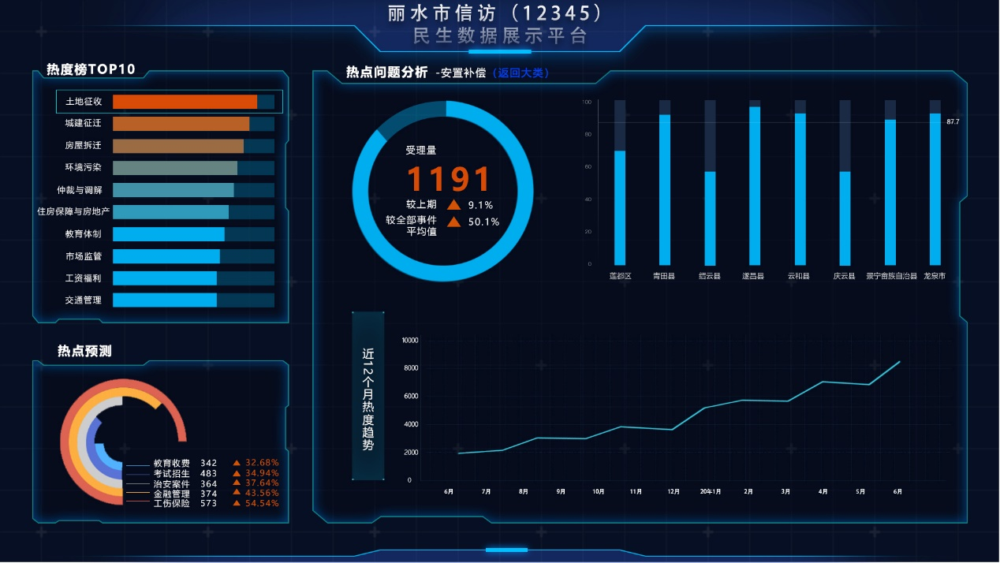 丽水市信访（12345）
民生数据展示平台
热度榜TOP10
土地征收
城建征迁
房屋拆迁
环境污染
仲裁与调解
住房保障与房地产
教育体制
市场监管
工资福利
交通管理
热点预测
教育收费 342 32.68%
考试招生 483 34.94%
治安案件 364 37.64%
金融管理 374 43.56%
工伤保险 573 54.54%
热点问题分析 -安置补偿（返回大类）
受理量
1191
较上期 9.1%
较全部事件
平均值 50.1%
100
80
60
40
20
0
87.7
莲都区 青田县 缙云县 遂昌县 云和县 庆云县 景宁畲族自治县 龙泉市
近12个月热度趋势
10000
8000
6000
4000
2000
0
6月 7月 8月 9月 10月 11月 12月 20年1月 2月 3月 4月 5月 6月